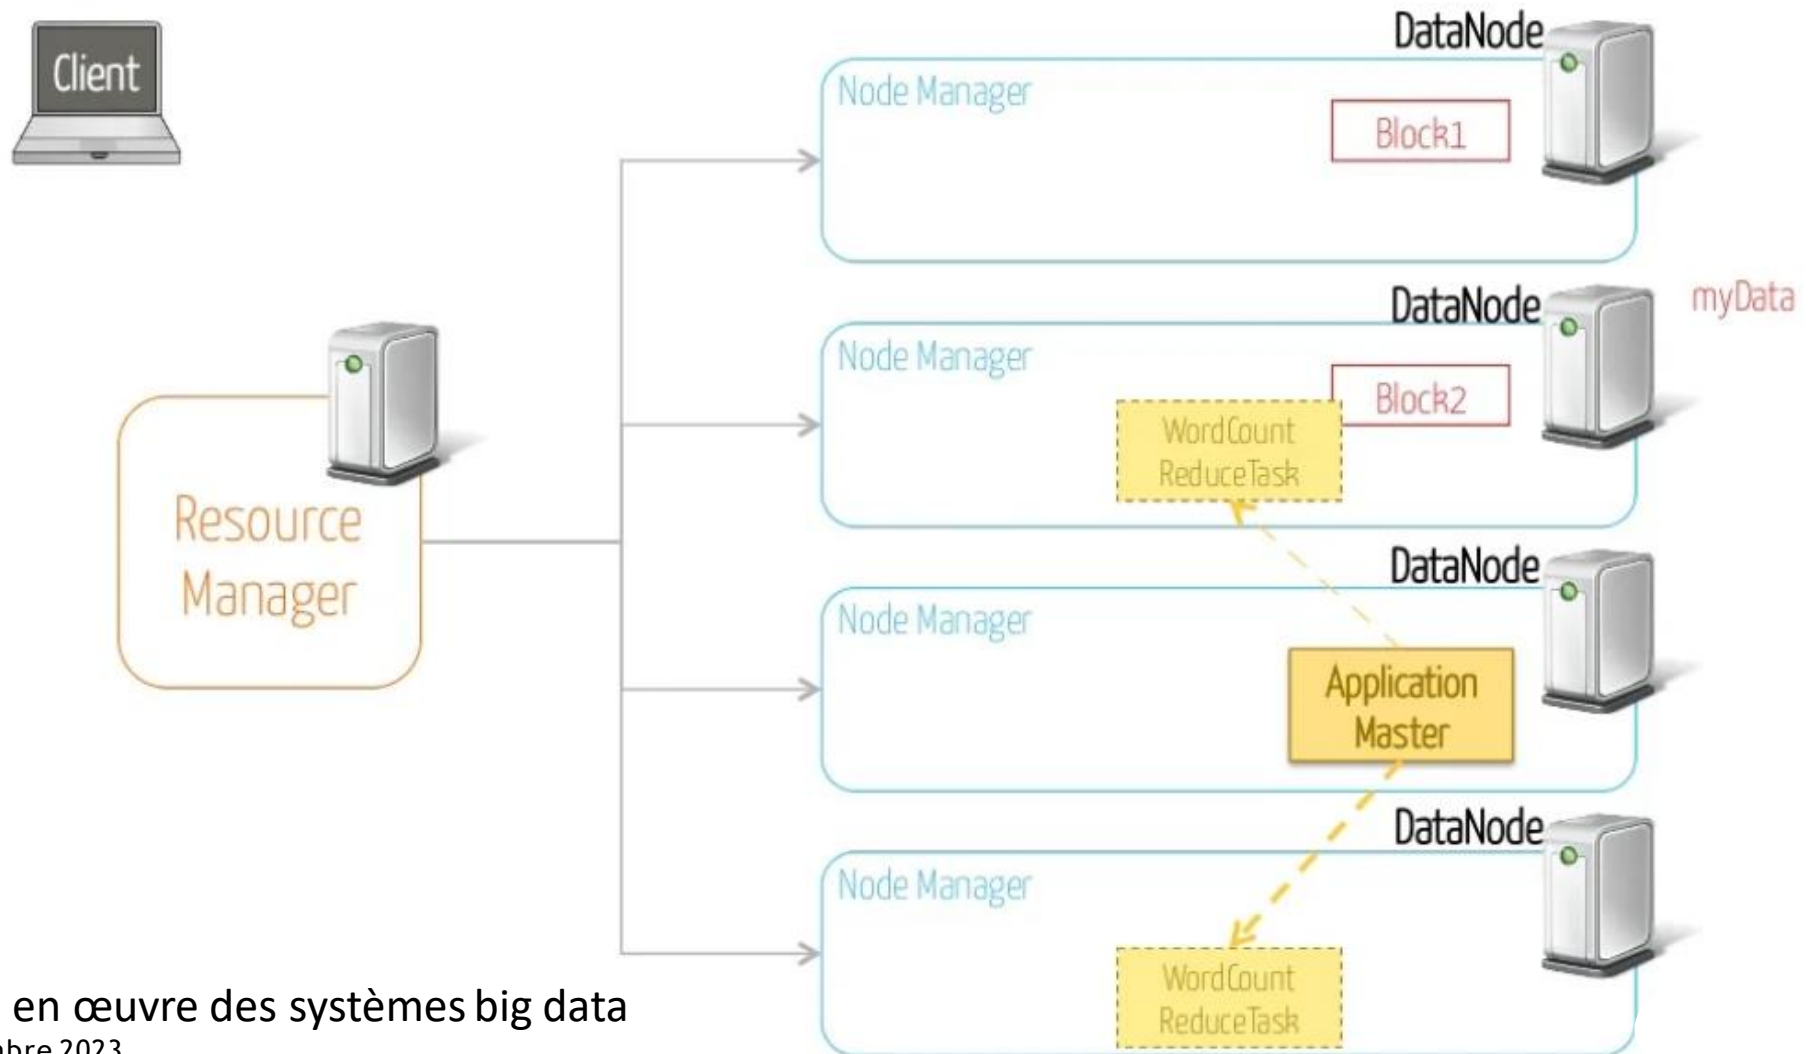 Client
DataNode
Node Manager
Block1
DataNode
myData
Node Manager
Block2
WordCount
ReduceTask
Resource
Manager
DataNode
Node Manager
Application
Master
DataNode
Node Manager
WordCount
ReduceTask
en œuvre des systèmes big data
2023